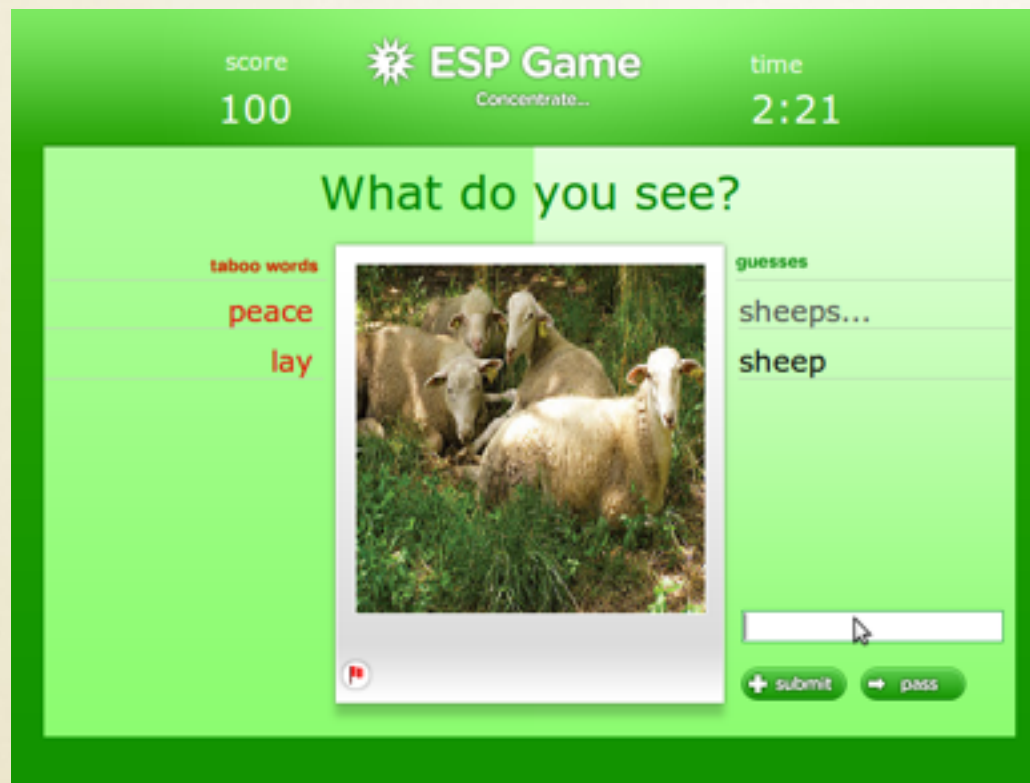 score
ESP Game
time
100
Concentrate...
2:21
What do you see?
taboo words
guesses
peace
sheeps...
lay
sheep
submit
pass